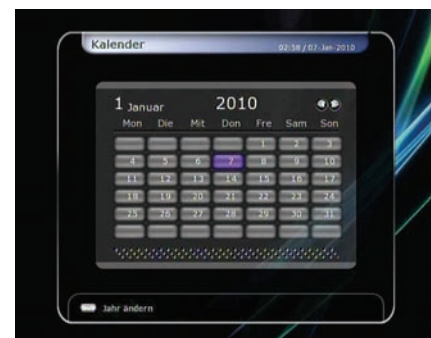 Kalender 02:58 / 07-Jan-2010
1 Januar 2010
Mon Die Mit Don Fre Sam Son
1 2 3
4 5 6 7 8 9 10
11 12 13 14 15 16 17
18 19 20 21 22 23 24
25 26 27 28 29 30 31
Jahr ändern